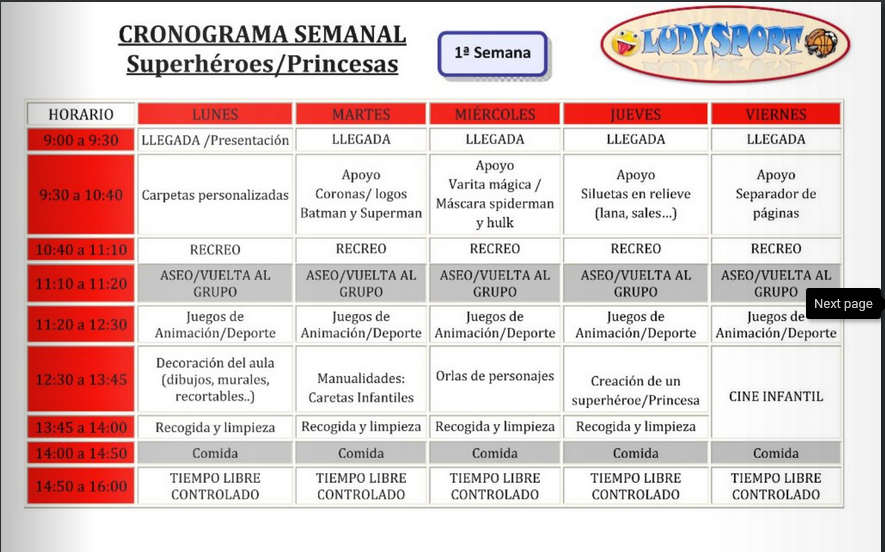 CRONOGRAMA SEMANAL
Superhéroes/Princesas
1ª Semana
LUDYSPORT
HORARIO LUNES MARTES MIÉRCOLES JUEVES VIERNES
9:00 a 9:30 LLEGADA /Presentación LLEGADA LLEGADA LLEGADA LLEGADA
9:30 a 10:40
Carpetas personalizadas
Apoyo
Coronas/ logos
Batman y Superman
Apoyo
Varita mágica /
Máscara spiderman
y hulk
Apoyo
Siluetas en relieve
(lana, sales...)
Apoyo
Separador de
páginas
10:40 a 11:10 RECREO RECREO RECREO RECREO RECREO
11:10 a 11:20
ASEO/VUELTA AL
GRUPO
ASEO/VUELTA AL
GRUPO
ASEO/VUELTA AL
GRUPO
ASEO/VUELTA AL
GRUPO
ASEO/VUELTA AL
GRUPO
Next page
11:20 a 12:30
Juegos de
Animación/Deporte
Juegos de
Animación/Deporte
Juegos de
Animación/Deporte
Juegos de
Animación/Deporte
Juegos de
Animación/Deporte
12:30 a 13:45
Decoración del aula
(dibujos, murales,
recortables..)
Manualidades:
Caretas Infantiles
Orlas de personajes
Creación de un
superhéroe/Princesa
CINE INFANTIL
13:45 a 14:00 Recogida y limpieza Recogida y limpieza Recogida y limpieza Recogida y limpieza
14:00 a 14:50 Comida Comida Comida Comida Comida
14:50 a 16:00
TIEMPO LIBRE
CONTROLADO
TIEMPO LIBRE
CONTROLADO
TIEMPO LIBRE
CONTROLADO
TIEMPO LIBRE
CONTROLADO
TIEMPO LIBRE
CONTROLADO